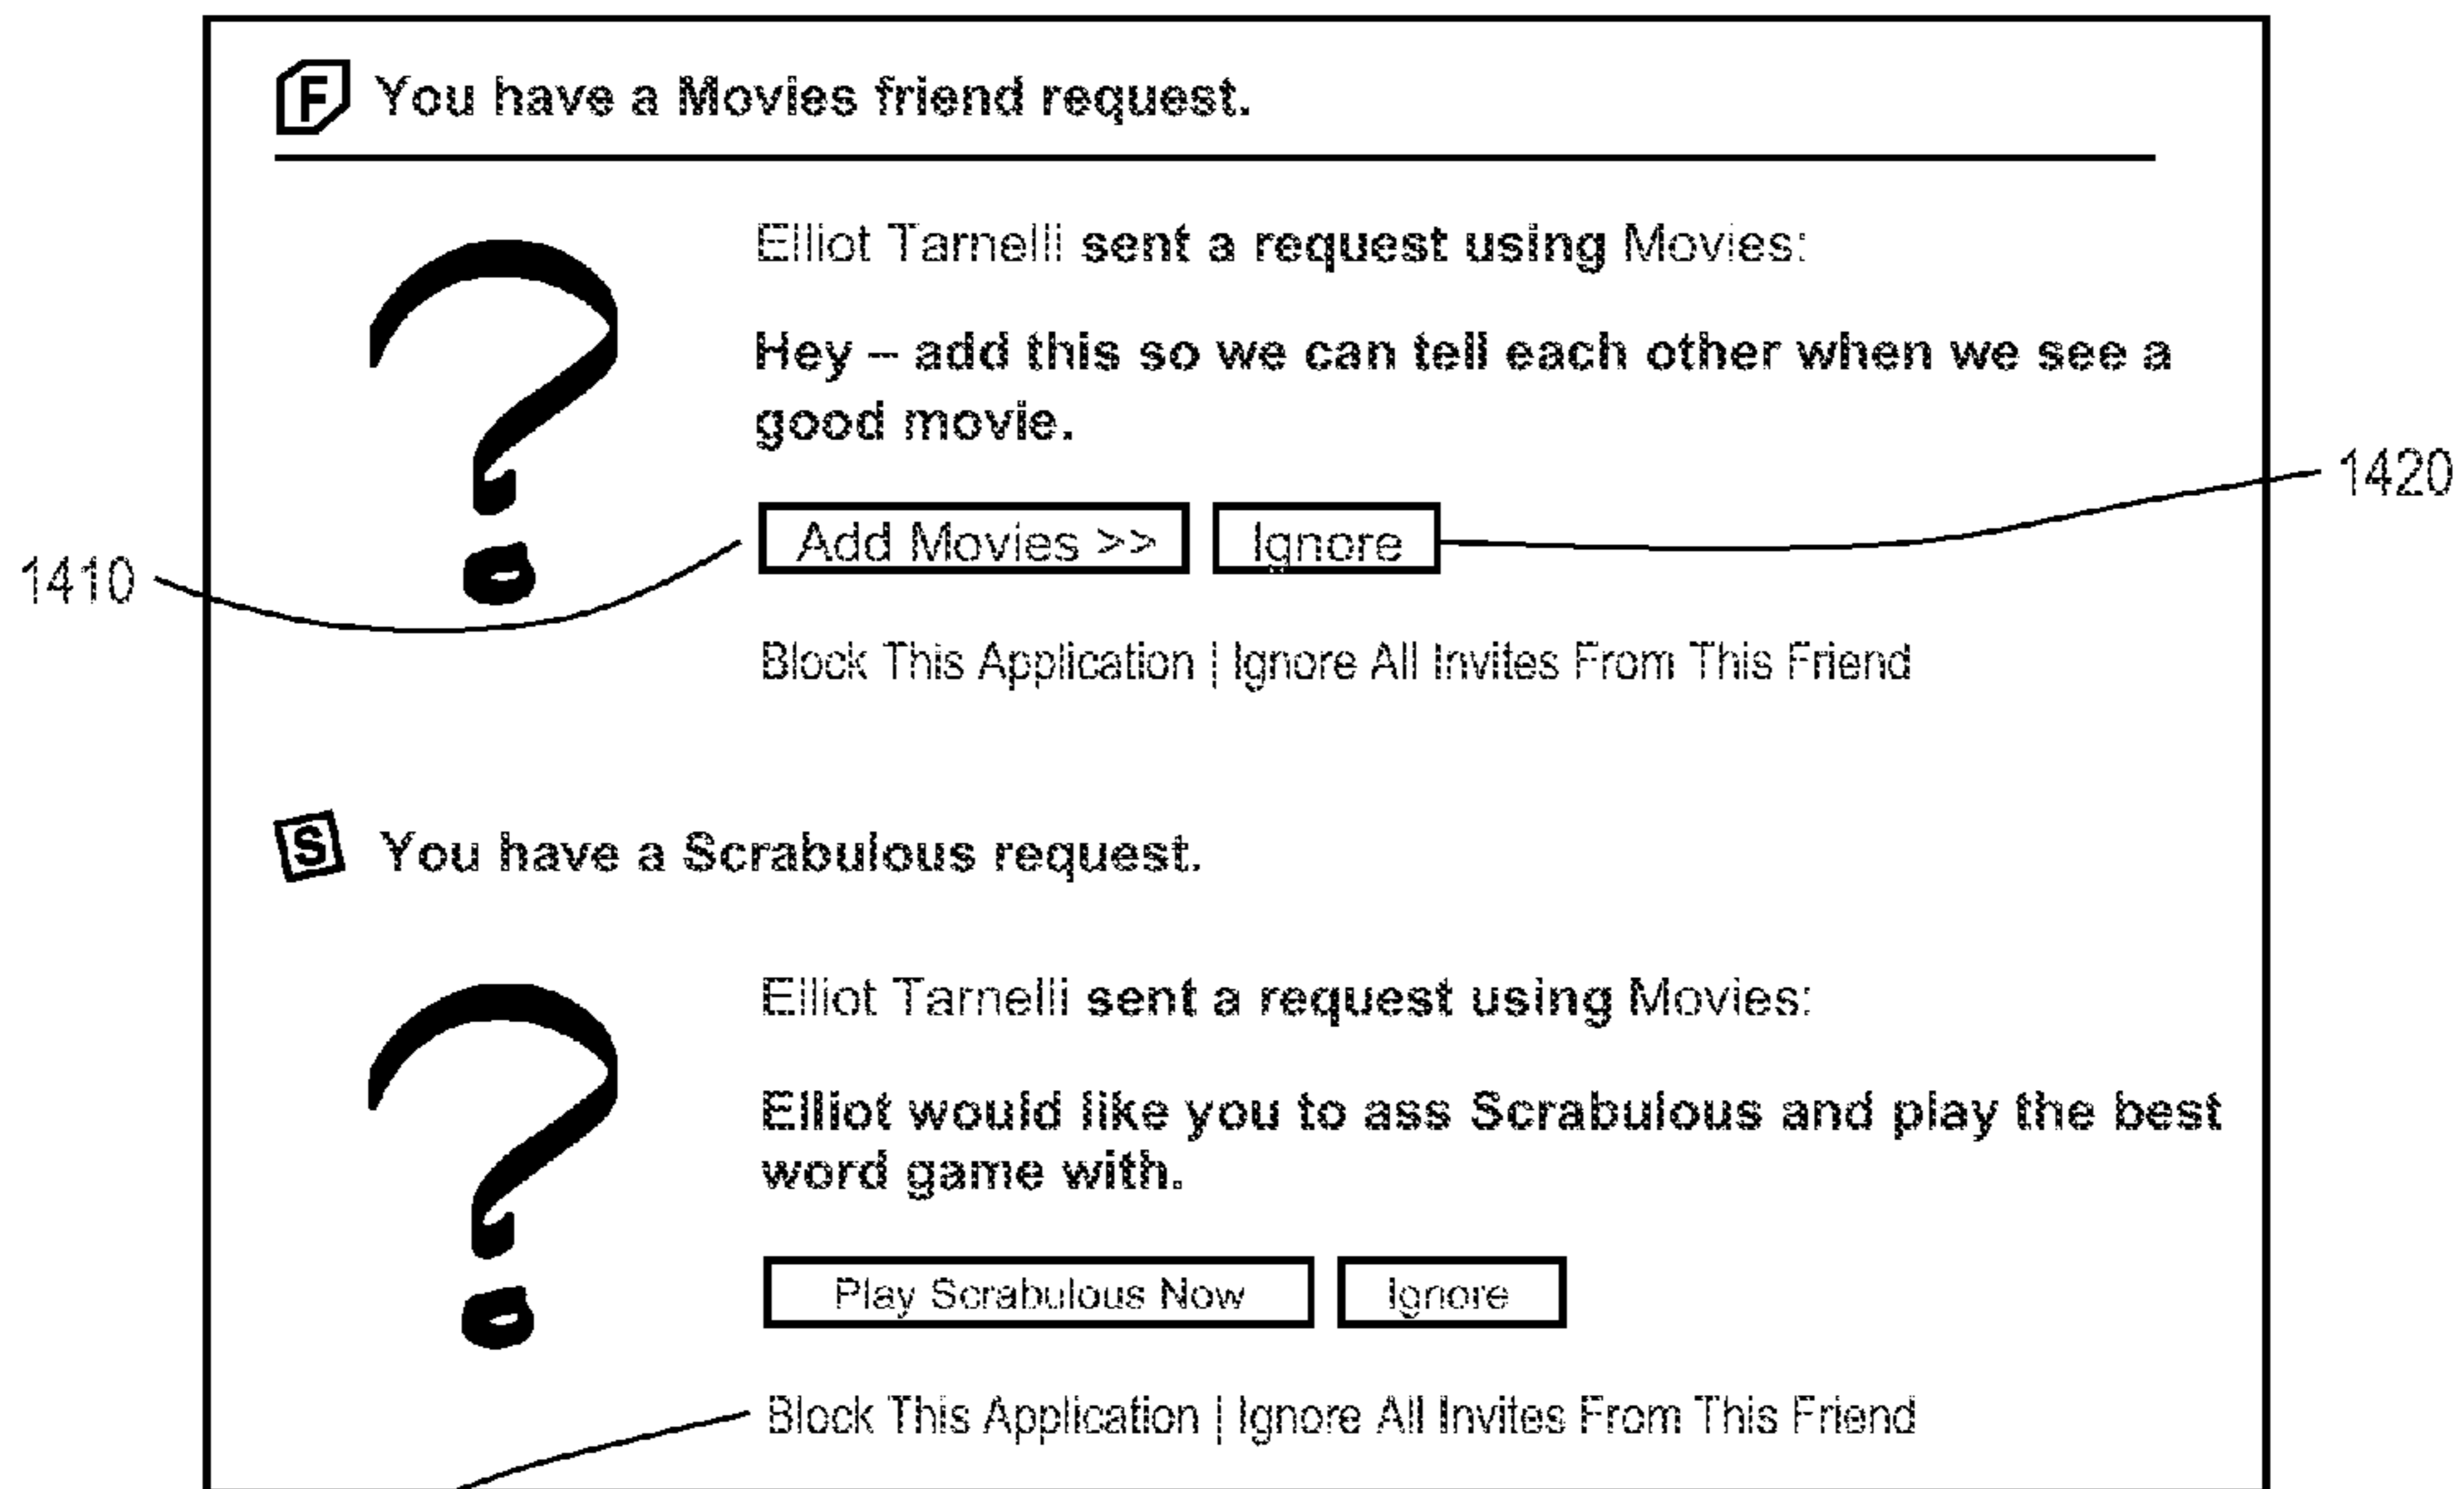 F You have a Movies friend request.
Elliot Tarnelli sent a request using Movies:
Hey – add this so we can tell each other when we see a
good movie.
1420
Add Movies >> Ignore
1410
Block This Application | Ignore All Invites From This Friend
S You have a Scrabulous request.
Elliot Tarnelli sent a request using Movies:
Elliot would like you to ass Scrabulous and play the best
word game with.
Play Scrabulous Now Ignore
Block This Application | Ignore All Invites From This Friend